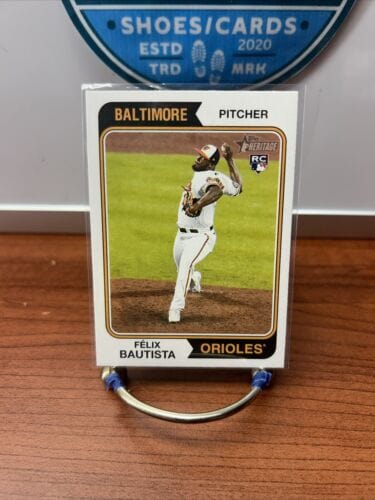 SHOES/CARDS
ESTD 2020
TRD MRK
BALTIMORE PITCHER
Topps
HERITAGE
RC
FÉLIX
BAUTISTA
ORIOLES